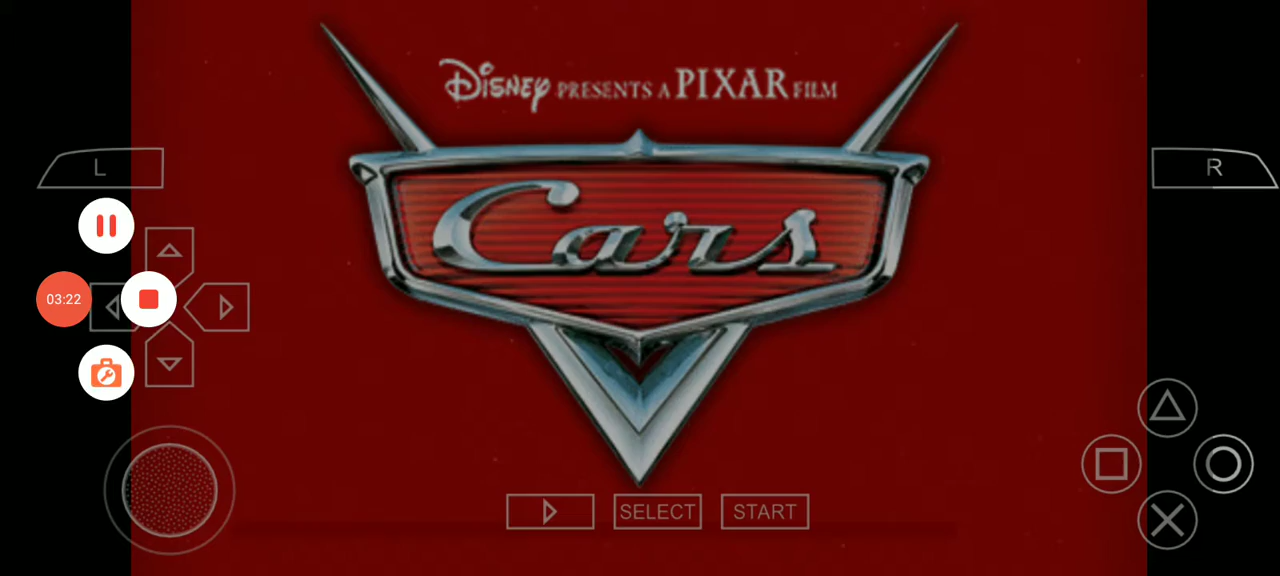 DISNEY PRESENTS A PIXAR FILM
L
R
Cars
03:22
SELECT
START